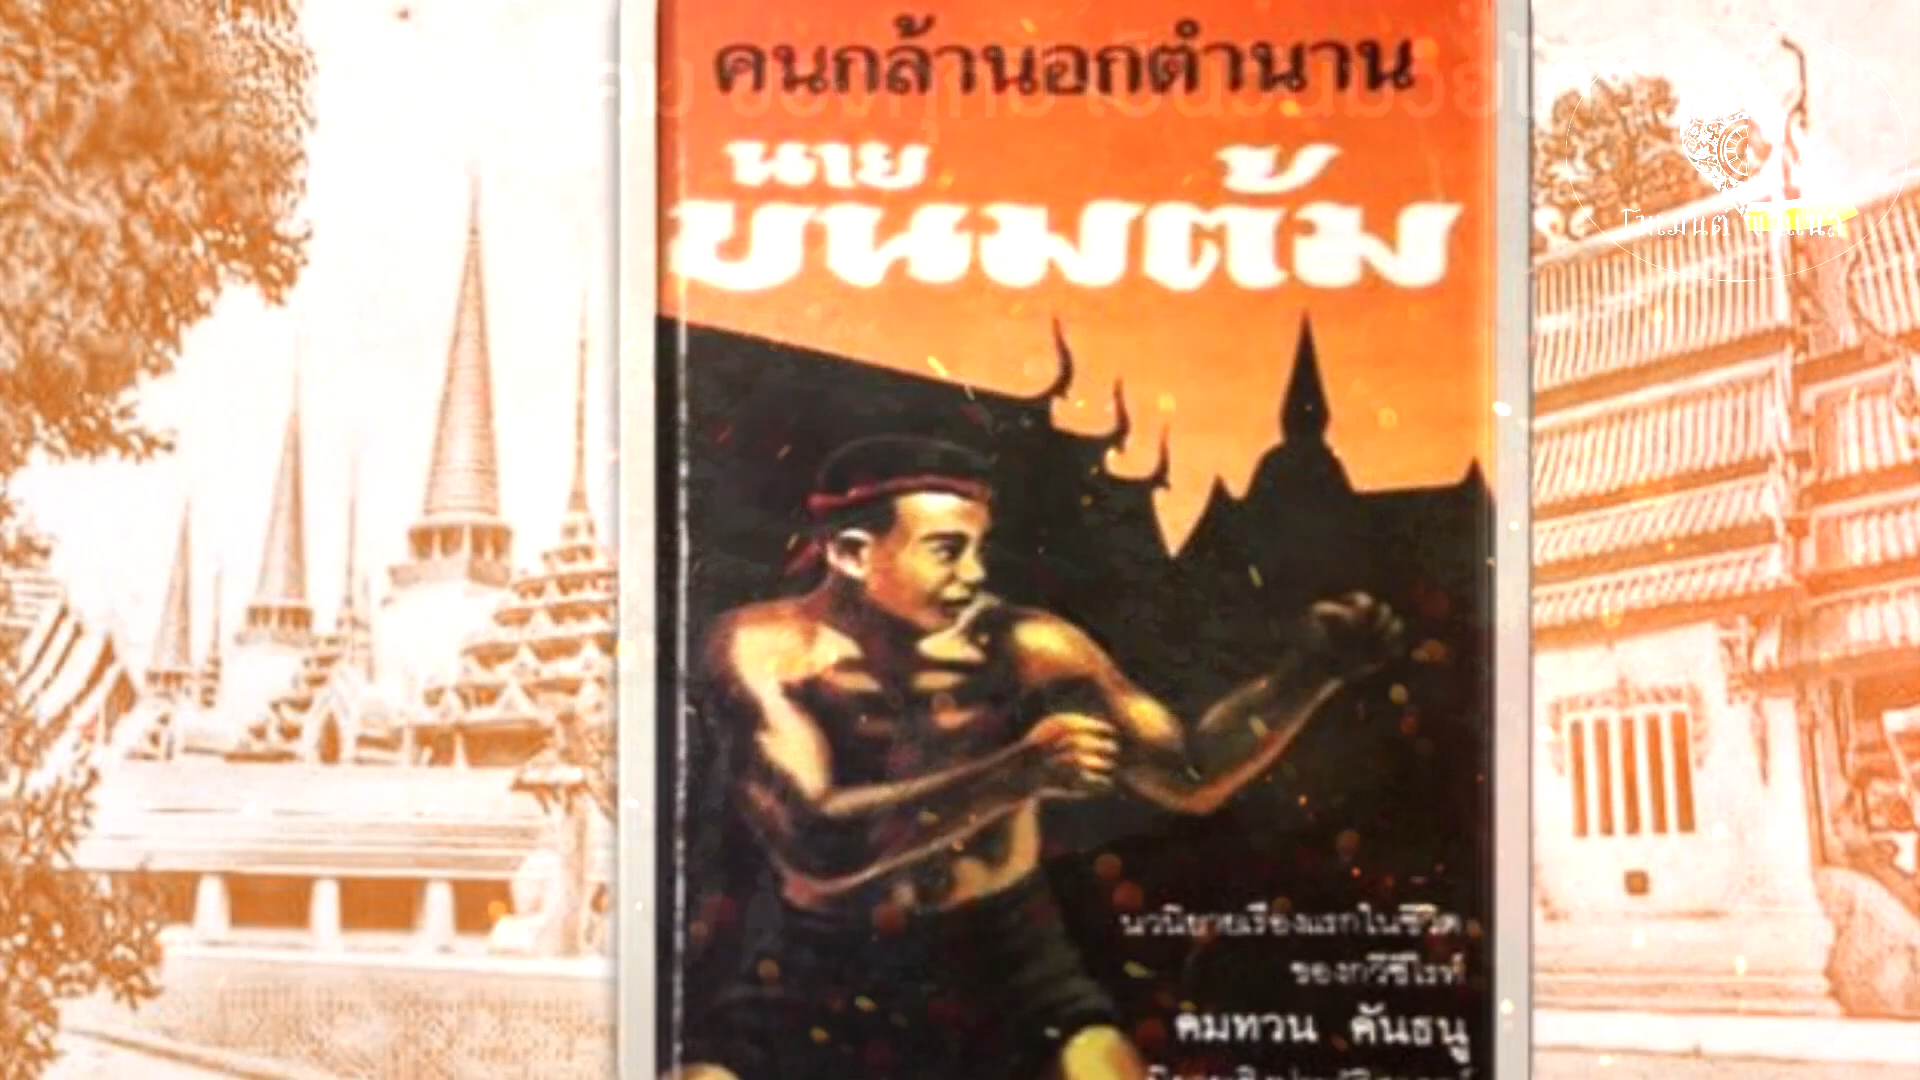 คนกล้านอกตำนาน
นาย
ขนมต้ม
นวนิยายเรื่องแรกในชีวิต
ของกวีซีไรท์
คมทวน คันธนู